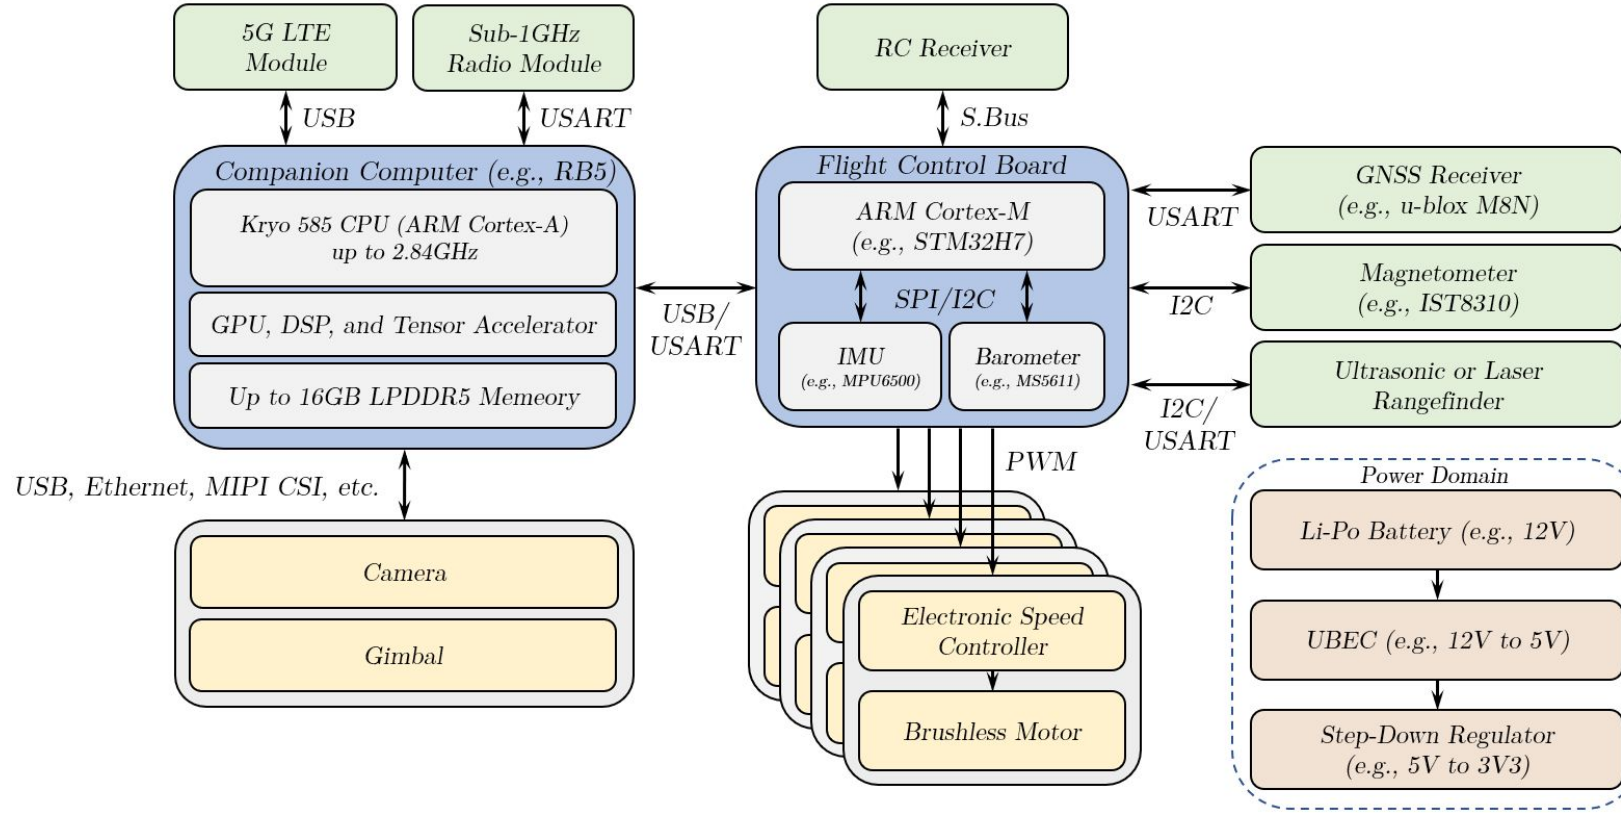 5G LTE
Module
Sub-1GHz
Radio Module
RC Receiver
USB
USART
S.Bus
Companion Computer (e.g., RB5)
Kryo 585 CPU (ARM Cortex-A)
up to 2.84GHz
GPU, DSP, and Tensor Accelerator
Up to 16GB LPDDR5 Memeory
USB/
USART
Flight Control Board
ARM Cortex-M
(e.g., STM32H7)
SPI/I2C
IMU
(e.g., MPU6500)
Barometer
(e.g., MS5611)
USART
GNSS Receiver
(e.g., u-blox M8N)
I2C
Magnetometer
(e.g., IST8310)
I2C/
USART
Ultrasonic or Laser
Rangefinder
USB, Ethernet, MIPI CSI, etc.
Camera
Gimbal
PWM
Electronic Speed
Controller
Brushless Motor
Power Domain
Li-Po Battery (e.g., 12V)
UBEC (e.g., 12V to 5V)
Step-Down Regulator
(e.g., 5V to 3V3)